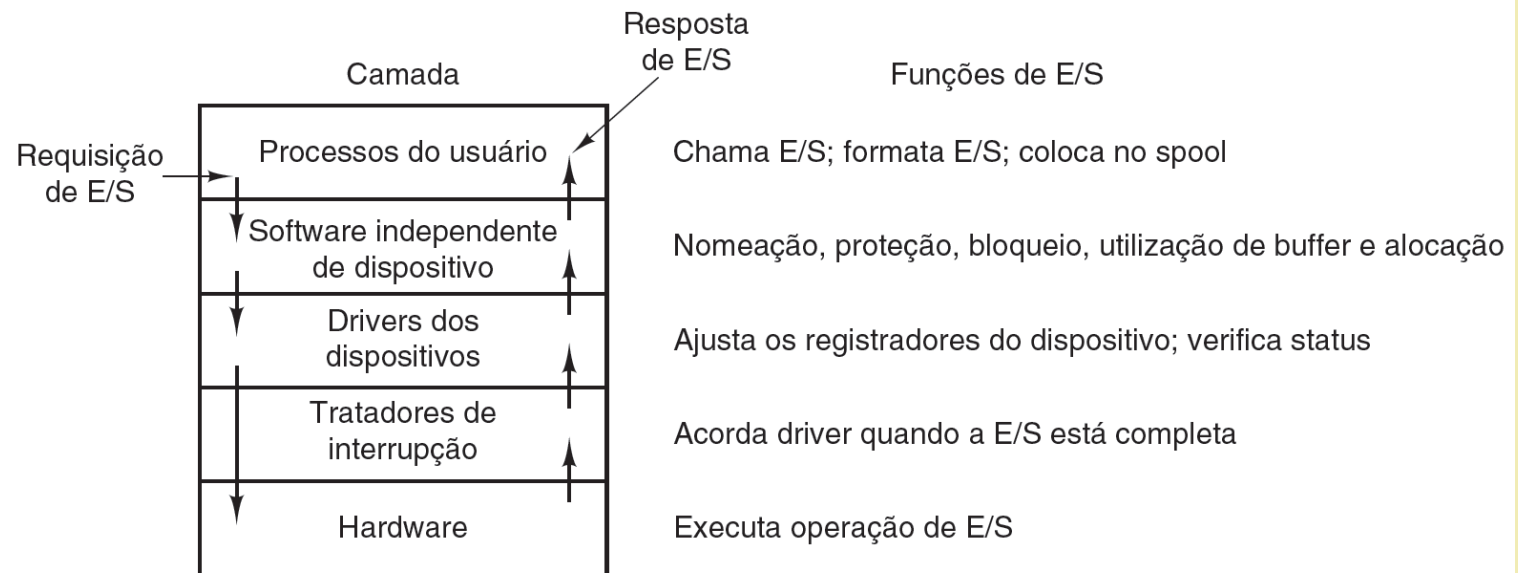 Resposta
de E/S
Camada
Funções de E/S
Requisição
de E/S
Processos do usuário
Chama E/S; formata E/S; coloca no spool
Software independente
de dispositivo
Nomeação, proteção, bloqueio, utilização de buffer e alocação
Drivers dos
dispositivos
Ajusta os registradores do dispositivo; verifica status
Tratadores de
interrupção
Acorda driver quando a E/S está completa
Hardware
Executa operação de E/S